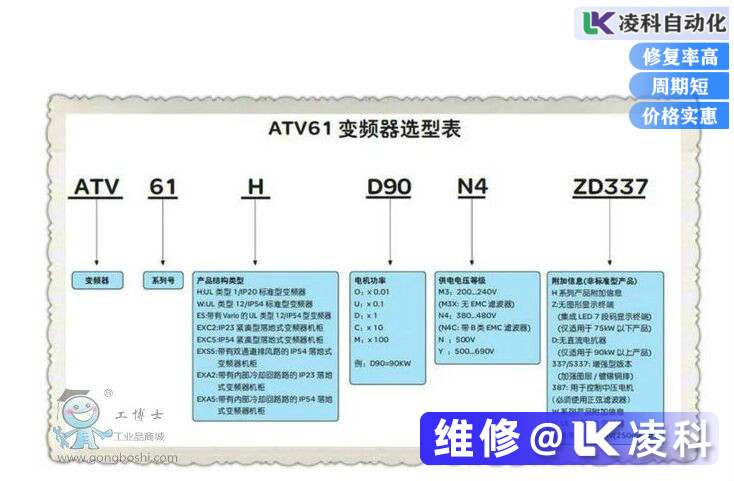 LK 凌科自动化
修复率高
周期短
价格实惠
ATV61 变频器选型表
ATV 61 H D90 N4 ZD337
变频器
系列号
产品结构类型
H:UL 类型 1/IP20 标准型变频器
W:UL 类型 12/IP54 标准型变频器
E5:带有 Vario 的 UL 类型 12/IP54 型变频器
EXC2:IP23 紧凑型落地式变频器机柜
EXC5:IP54 紧凑型落地式变频器机柜
EXS5:带有双通道排风路的 IP54 落地式
变频器机柜
EXA2:带有内部冷却回路路的 IP23 落地
式变频器机柜
EXA5:带有内部冷却回路路的 IP54 落地
式变频器机柜
电机功率
O:x 0.01
U:x 0.1
D:x 1
C:x 10
M:x 100
例:D90=90KW
供电电压等级
M3:200...240V
(M3X:无 EMC 滤波器)
N4:380...480V
(N4C:带 B 类 EMC 滤波器)
N :500V
Y :500...690V
附加信息(非标准型产品)
H 系列产品附加信息
Z:无图形显示终端
(集成 LED 7 段码显示终端)
(仅适用于 75kW 以下产品)
D:无直流电抗器
(仅适用于 90kW 以上产品)
337/S337:增强型版本
(加强图层 / 镀锡铜排)
387:用于控制中压电机
(必须使用正弦滤波器)
W 系列产品附加信息
维修@LK凌科
®
工博士
工业品商城
www.gongboshi.com